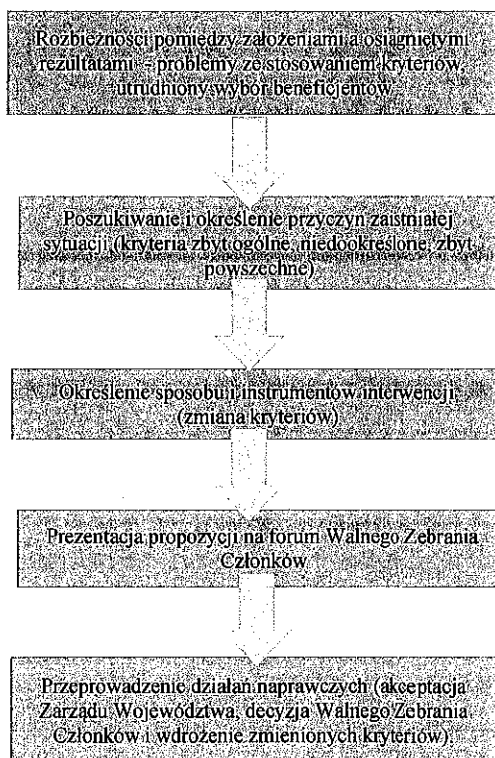 Rozbieżności pomiędzy założeniami a osiągniętymi
rezultatami - problemy ze stosowaniem kryteriów,
utrudniony wybór beneficjentów
Poszukiwanie i określenie przyczyn zaistniałej
sytuacji (kryteria zbyt ogólne, niedookreślone, zbyt
powszechne)
Określenie sposobu i instrumentów interwencji
(zmiana kryteriów)
Prezentacja propozycji na forum Walnego Zebrania
Członków
Przeprowadzenie działań naprawczych (akceptacja
Zarządu Województwa, decyzja Walnego Zebrania
Członków i wdrożenie zmienionych kryteriów)